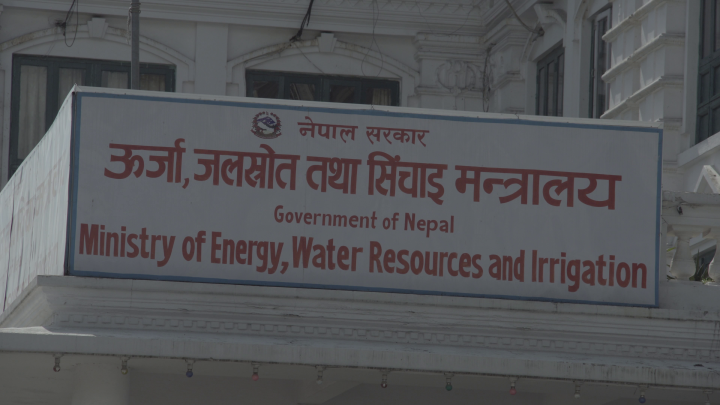 नेपाल सरकार
ऊर्जा, जलस्रोत तथा सिंचाइ मन्त्रालय
Government of Nepal
Ministry of Energy, Water Resources and Irrigation